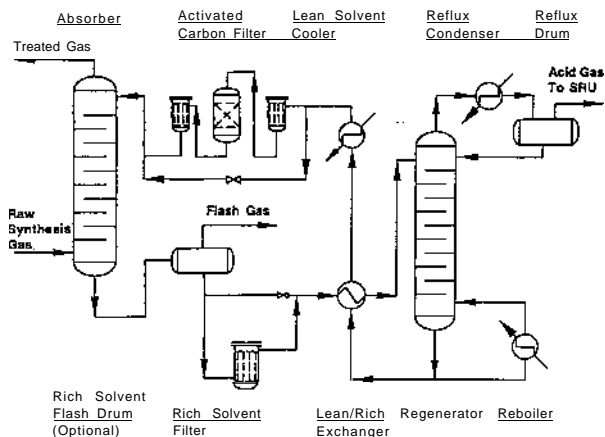 Absorber
Activated
Carbon Filter
Lean Solvent
Cooler
Reflux
Condenser
Reflux
Drum
Treated Gas
Acid Gas
To SRU
Raw
Synthesis
Gas
Flash Gas
Rich Solvent
Flash Drum
(Optional)
Rich Solvent
Filter
Lean/Rich
Exchanger
Regenerator
Reboiler